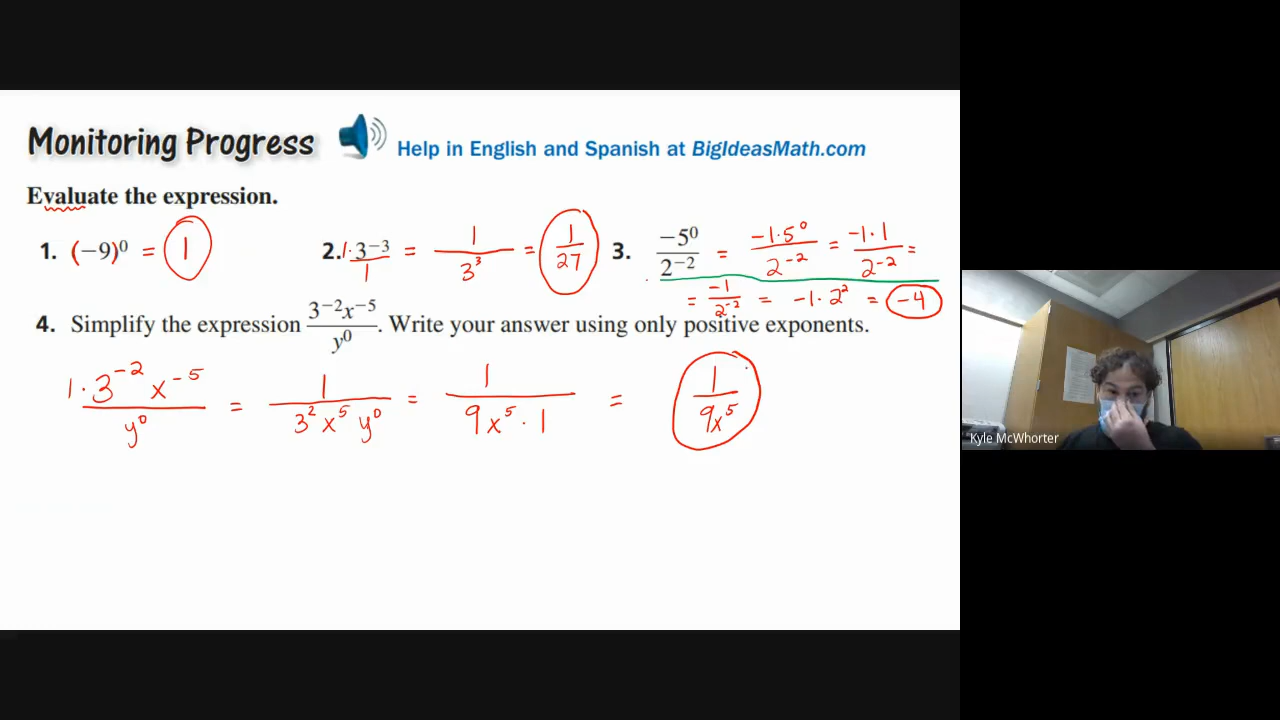 Monitoring Progress
Help in English and Spanish at BigIdeasMath.com
Evaluate the expression.
1. (−9)⁰ = 1
2. 1·3⁻³/1 = 1/3³ = 1/27
3. −5⁰/2⁻² = −1·5⁰/2⁻² = −1·1/2⁻² =
= −1/2⁻² = −1·2² = −4
4. Simplify the expression 3⁻²x⁻⁵/y⁰. Write your answer using only positive exponents.
1·3⁻²x⁻⁵/y⁰ = 1/3²x⁵y⁰ = 1/9x⁵·1 = 1/9x⁵
Kyle McWhorter